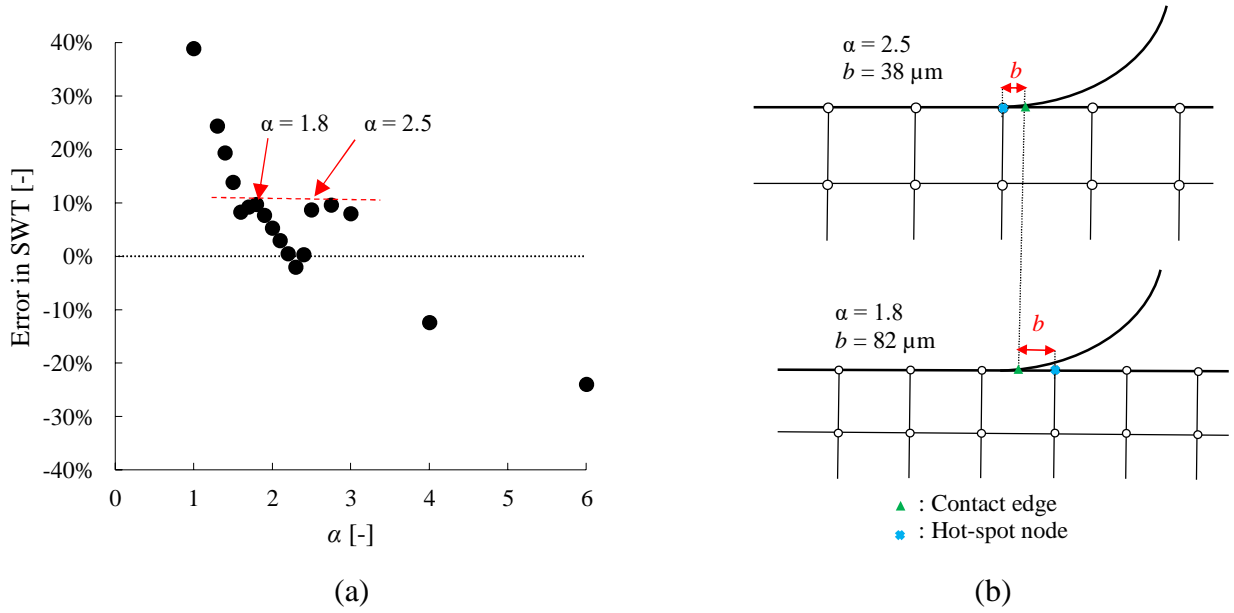 40%
30%
20%
10%
0%
-10%
-20%
-30%
-40%
Error in SWT [-]
0 1 2 3 4 5 6
α [-]
α = 1.8
α = 2.5
(a)
α = 2.5
b = 38 µm
b
α = 1.8
b = 82 µm
b
: Contact edge
: Hot-spot node
(b)